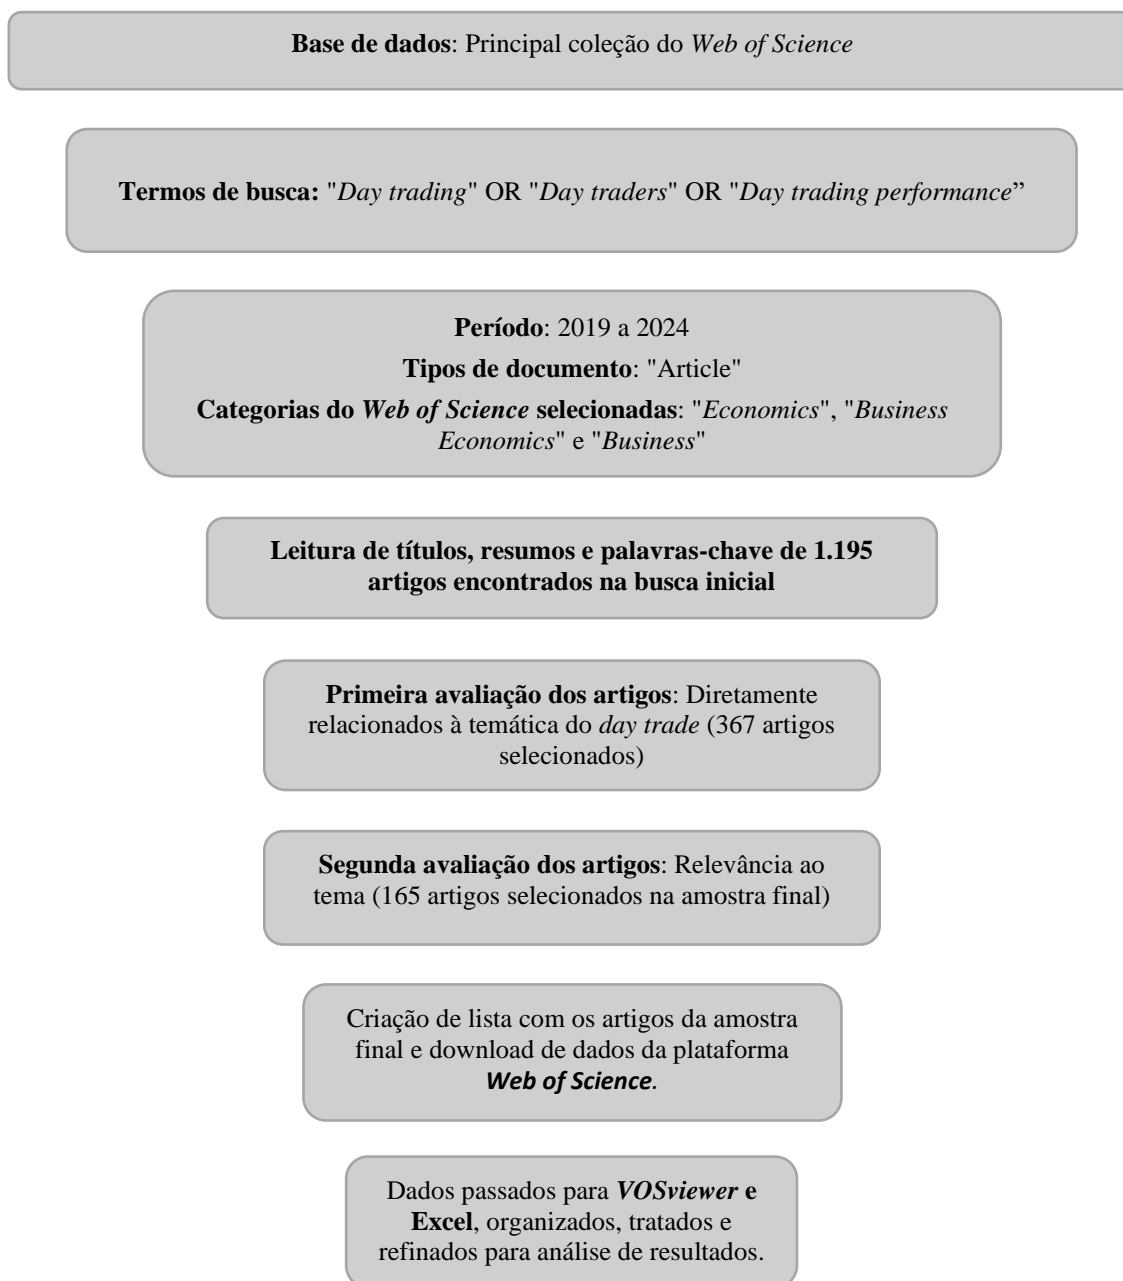 Base de dados: Principal coleção do Web of Science
Termos de busca: "Day trading" OR "Day traders" OR "Day trading performance”
Período: 2019 a 2024
Tipos de documento: "Article"
Categorias do Web of Science selecionadas: "Economics", "Business
Economics" e "Business"
Leitura de títulos, resumos e palavras-chave de 1.195
artigos encontrados na busca inicial
Primeira avaliação dos artigos: Diretamente
relacionados à temática do day trade (367 artigos
selecionados)
Segunda avaliação dos artigos: Relevância ao
tema (165 artigos selecionados na amostra final)
Criação de lista com os artigos da amostra
final e download de dados da plataforma
Web of Science.
Dados passados para VOSviewer e
Excel, organizados, tratados e
refinados para análise de resultados.